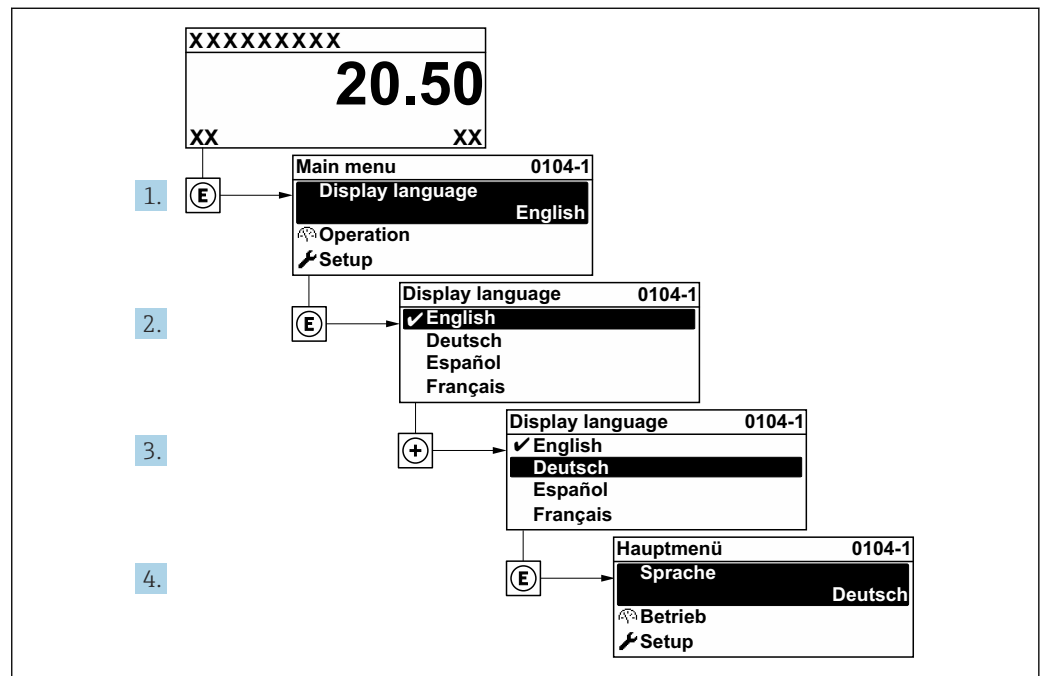 XXXXXXXXX
20.50
XX XX
Main menu 0104-1
1. E Display language
English
Operation
Setup
Display language 0104-1
2. E ✔English
Deutsch
Español
Français
Display language 0104-1
3. + ✔English
Deutsch
Español
Français
Hauptmenü 0104-1
4. E Sprache
Deutsch
Betrieb
Setup